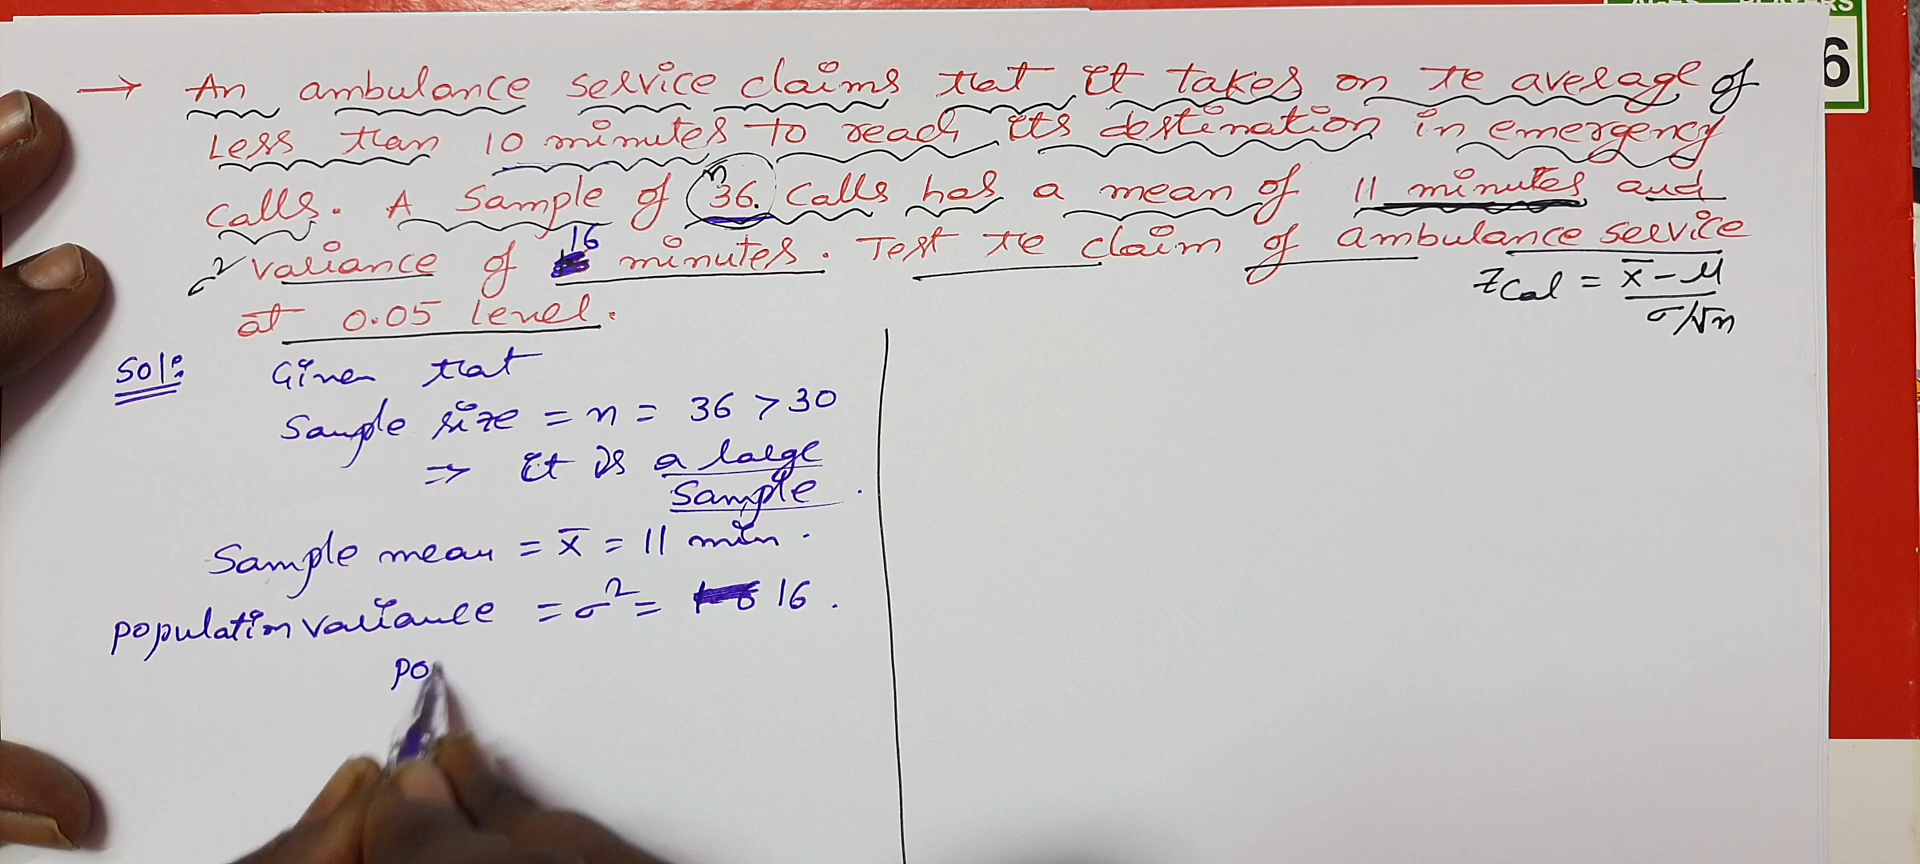 → An ambulance service claims that it takes on the average of
Less than 10 minutes to reach its destination in emergency
calls. A sample of 36. calls has a mean of 11 minutes and
σ² variance of 16 minutes. Test the claim of ambulance service
at 0.05 level.
Zcal = x̄ - μ / σ/√n
Sol:
Given that
Sample size = n = 36 > 30
⇒ It is a large
Sample.
Sample mean = x̄ = 11 min.
population variance = σ² = 16.
po
6